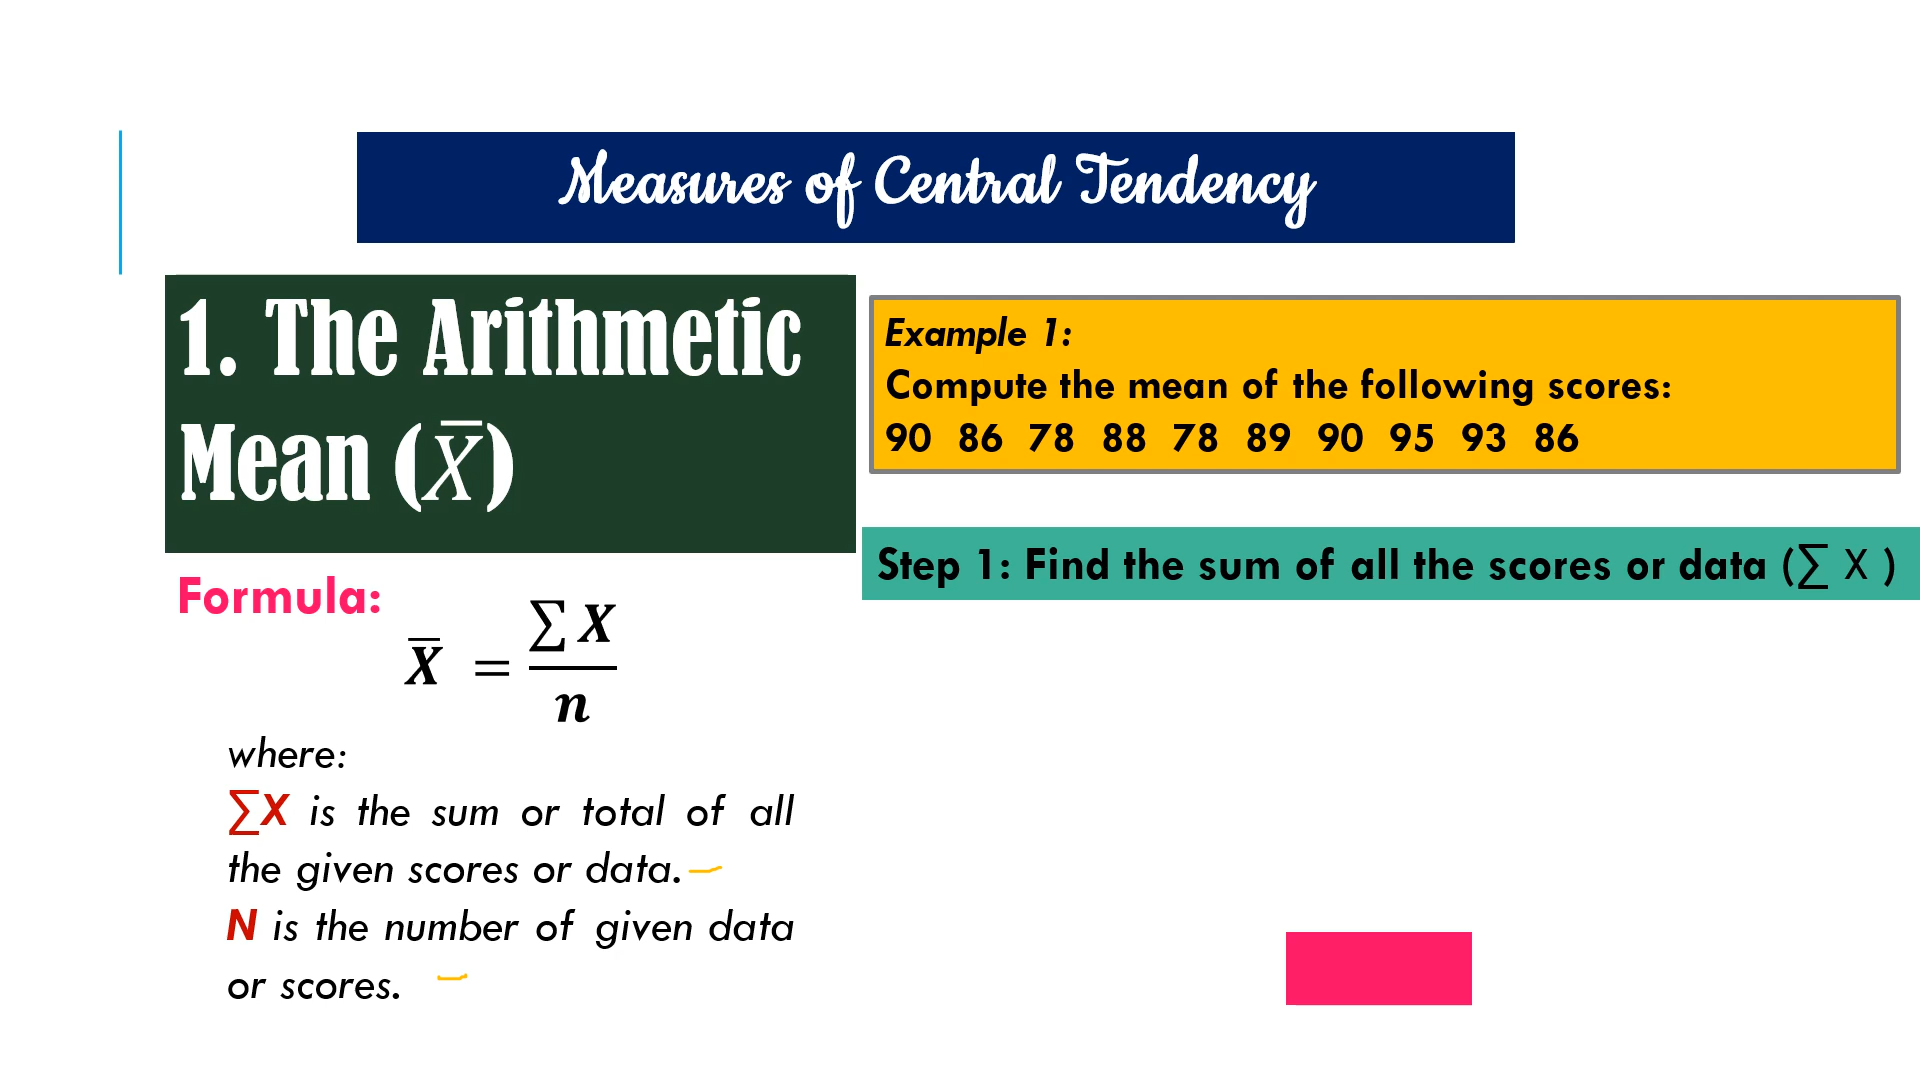 Measures of Central Tendency
1. The Arithmetic
Mean (X̅)
Formula:
X̅ = ∑ X / n
where:
∑X is the sum or total of all
the given scores or data.
N is the number of given data
or scores.
Example 1:
Compute the mean of the following scores:
90 86 78 88 78 89 90 95 93 86
Step 1: Find the sum of all the scores or data (∑ X )